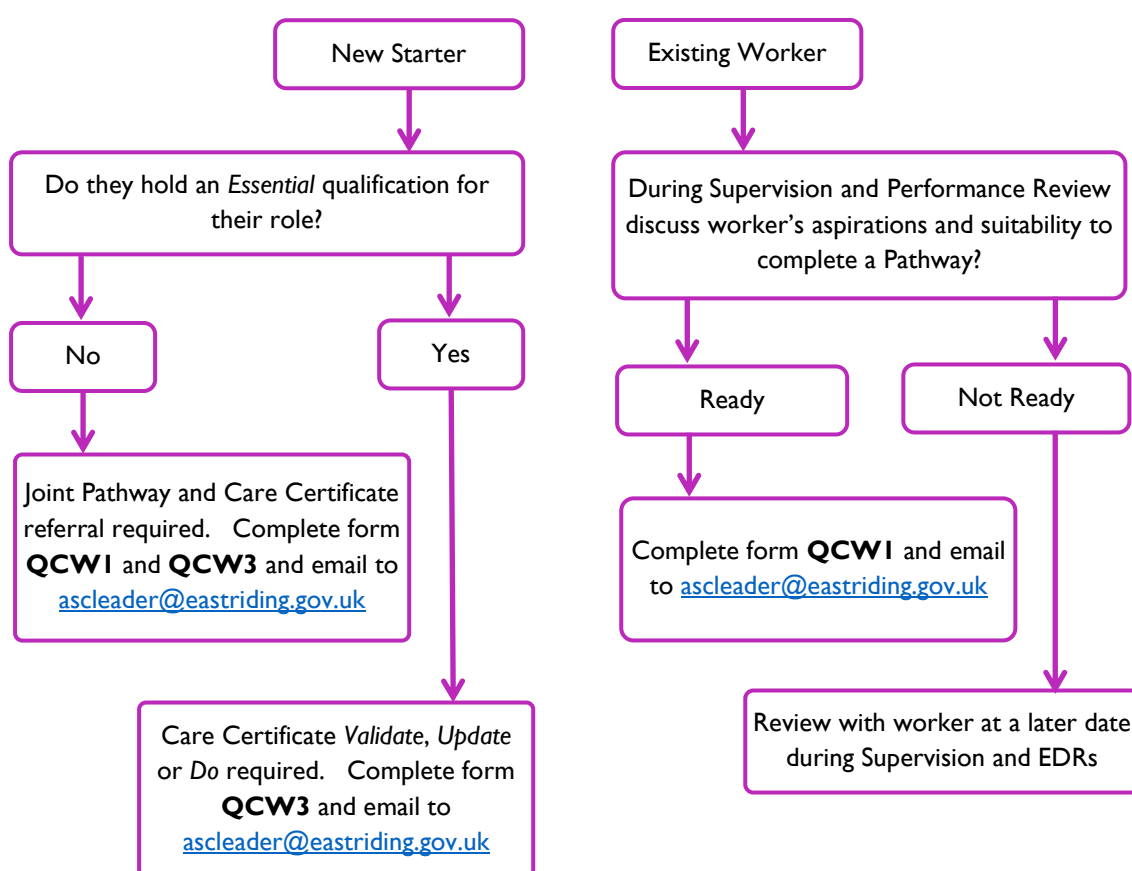 New Starter
Existing Worker
Do they hold an Essential qualification for
their role?
During Supervision and Performance Review
discuss worker’s aspirations and suitability to
complete a Pathway?
No
Yes
Ready
Not Ready
Joint Pathway and Care Certificate
referral required.   Complete form
QCW1 and QCW3 and email to
ascleader@eastriding.gov.uk
Complete form QCW1 and email
to ascleader@eastriding.gov.uk
Care Certificate Validate, Update
or Do required.   Complete form
QCW3 and email to
ascleader@eastriding.gov.uk
Review with worker at a later date
during Supervision and EDRs